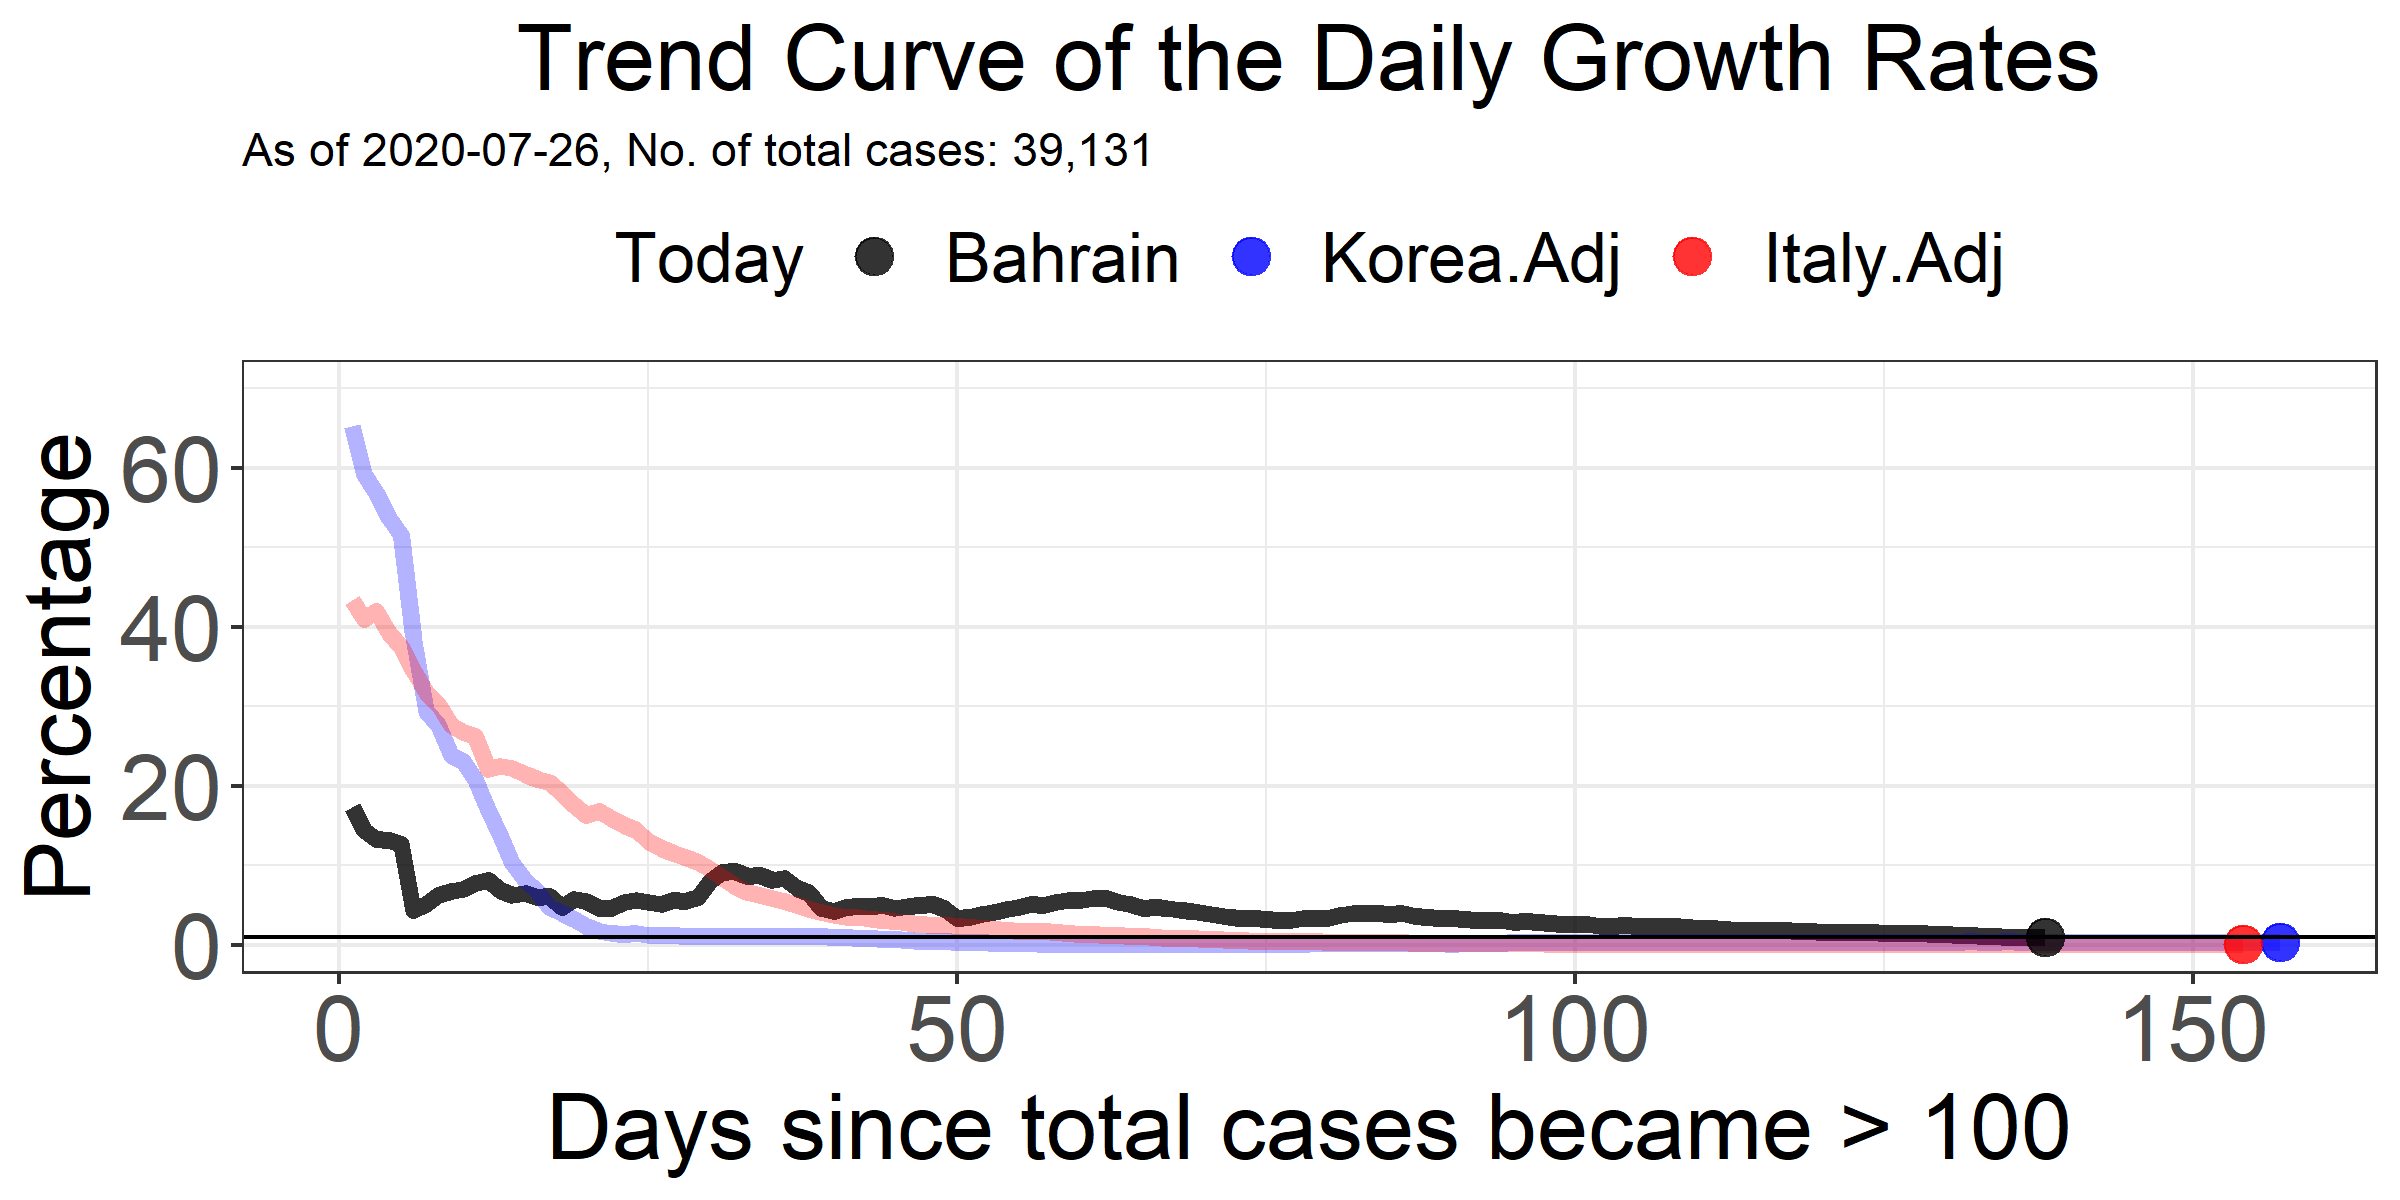 Trend Curve of the Daily Growth Rates
As of 2020-07-26, No. of total cases: 39,131
Today Bahrain Korea.Adj Italy.Adj
Percentage
60
40
20
0
0 50 100 150
Days since total cases became > 100